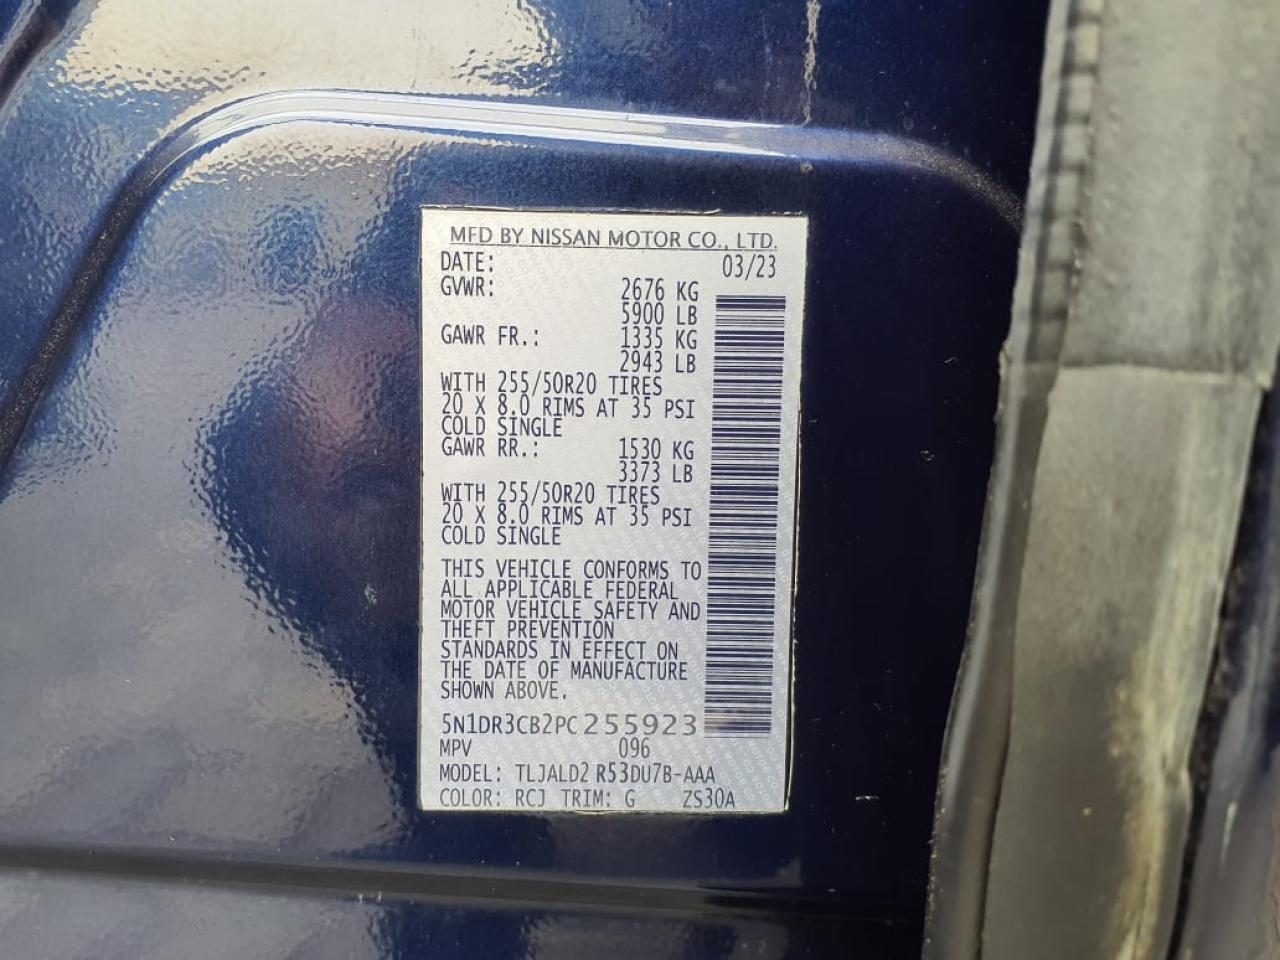 MFD BY NISSAN MOTOR CO., LTD.
DATE: 03/23
GVWR: 2676 KG
5900 LB
GAWR FR.: 1335 KG
2943 LB
WITH 255/50R20 TIRES
20 X 8.0 RIMS AT 35 PSI
COLD SINGLE
GAWR RR.: 1530 KG
3373 LB
WITH 255/50R20 TIRES
20 X 8.0 RIMS AT 35 PSI
COLD SINGLE
THIS VEHICLE CONFORMS TO
ALL APPLICABLE FEDERAL
MOTOR VEHICLE SAFETY AND
THEFT PREVENTION
STANDARDS IN EFFECT ON
THE DATE OF MANUFACTURE
SHOWN ABOVE.
5N1DR3CB2PC255923
MPV 096
MODEL: TLJALD2 R53DU7B-AAA
COLOR: RCJ TRIM: G ZS30A